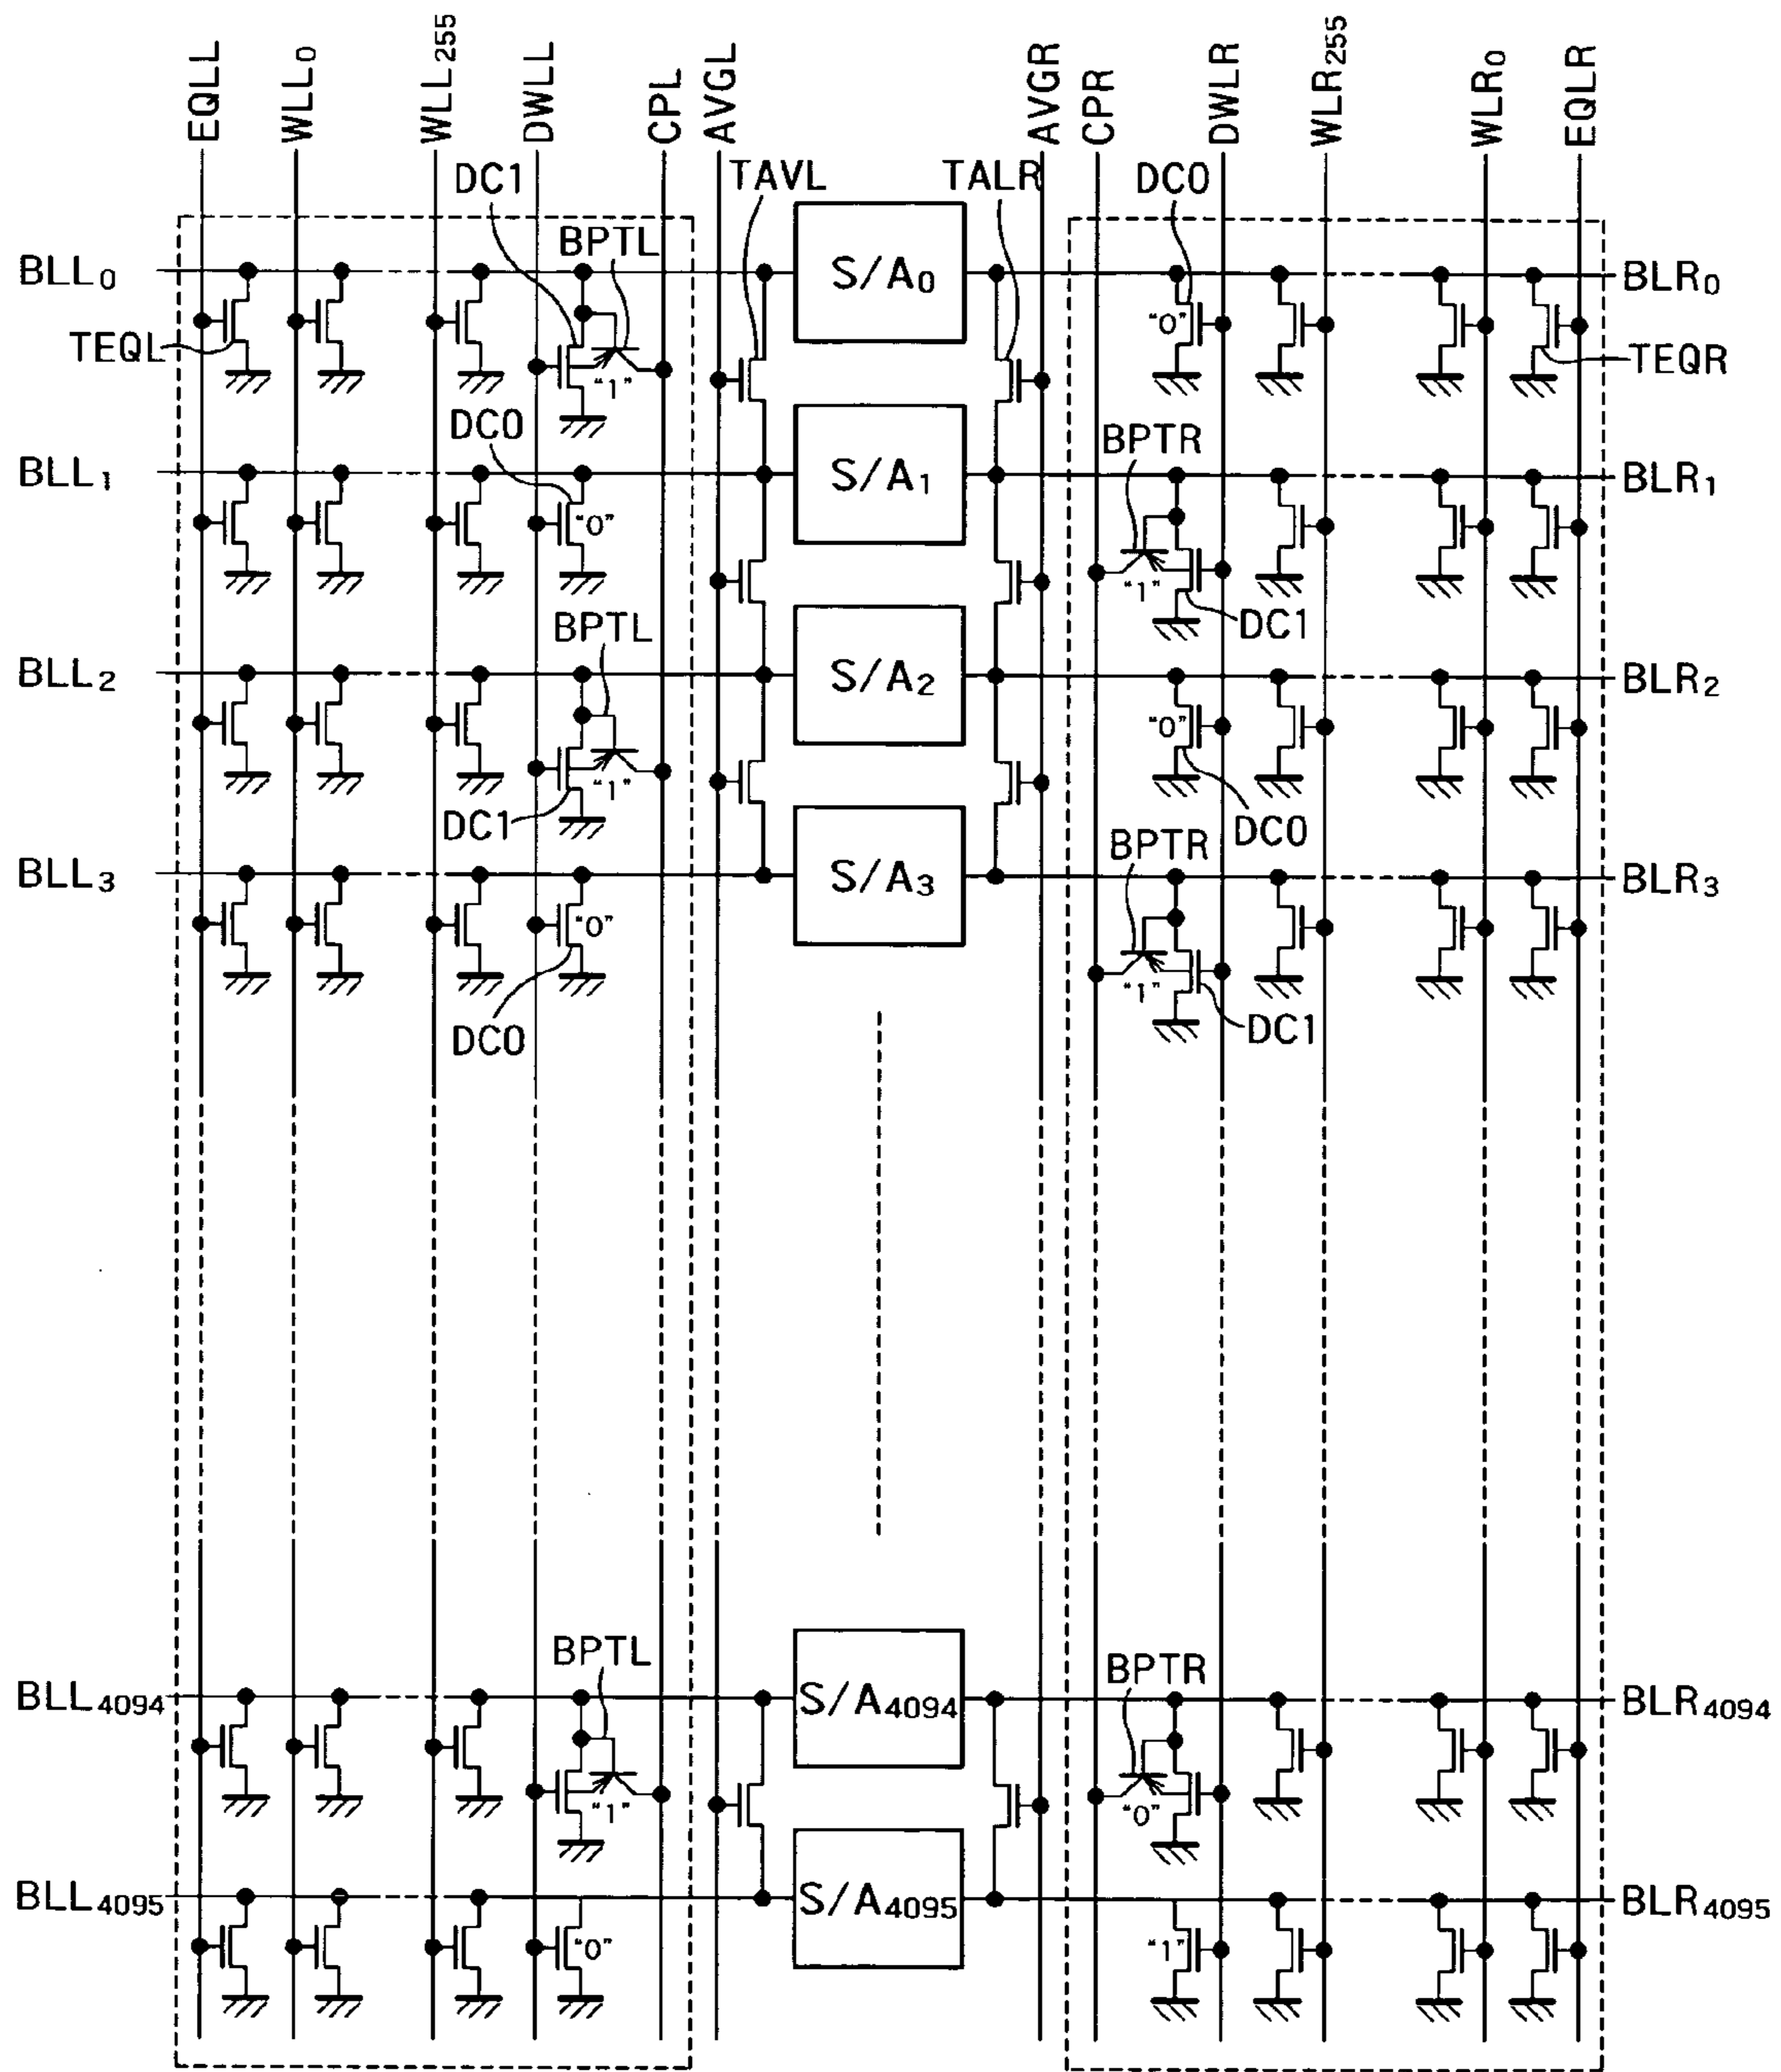 EQLL WLL0 WLL255 DWLL CPL AVGL AVGR CPR DWLR WLR255 WLR0 EQLR
DC1 TAVL TALR DC0
BPTL
BLL0 S/A0 BLR0
"0"
TEQL TEQR
"1"
DC0 BPTR
BLL1 S/A1 BLR1
"0"
"1"
BPTL DC1
BLL2 S/A2 BLR2
"0"
"1"
DC1 DC0
BPTR
BLL3 S/A3 BLR3
"0"
"1"
DC0 DC1
BPTL BPTR
BLL4094 S/A4094 BLR4094
"1" "0"
BLL4095 S/A4095 BLR4095
"0" "1"